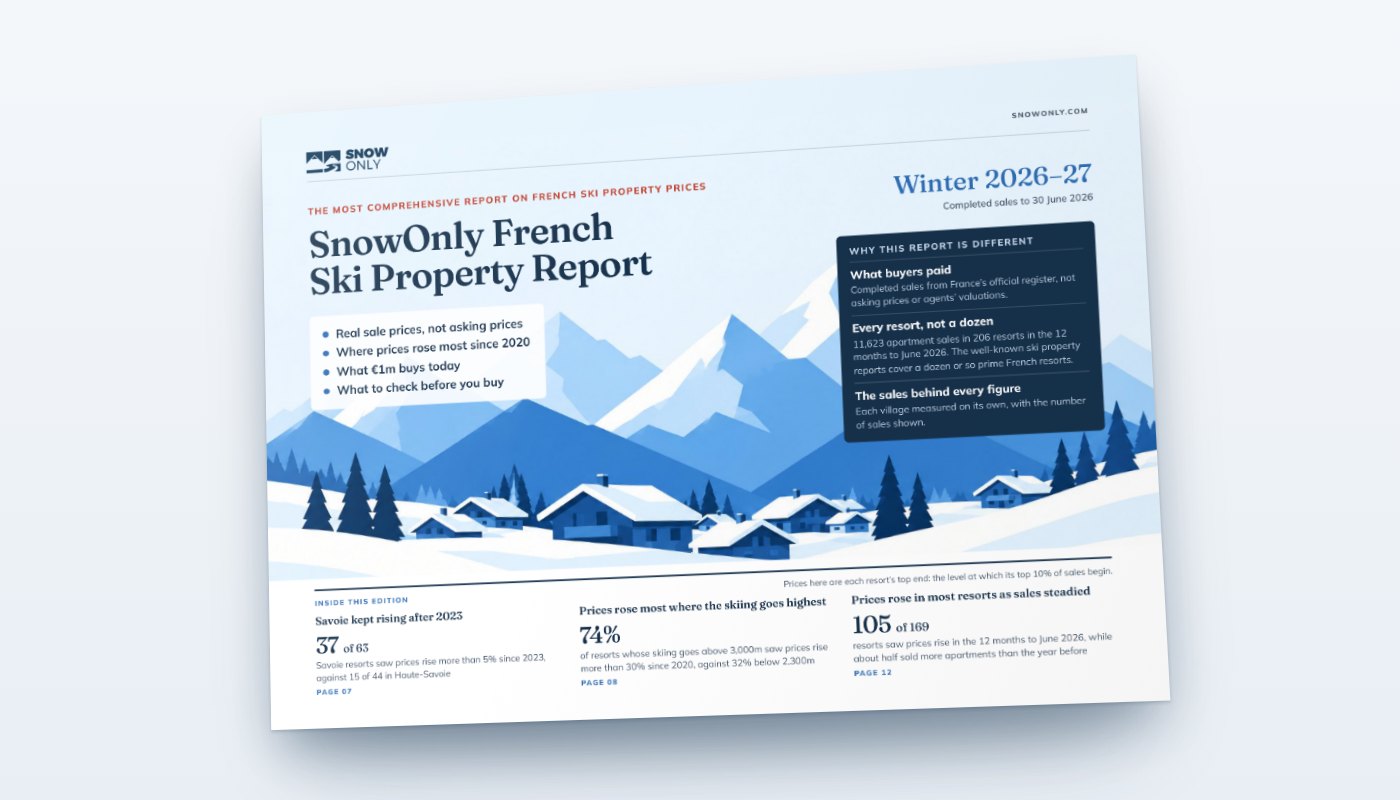 SNOW
ONLY
SNOWONLY.COM
THE MOST COMPREHENSIVE REPORT ON FRENCH SKI PROPERTY PRICES
SnowOnly French
Ski Property Report
Winter 2026–27
Completed sales to 30 June 2026
Real sale prices, not asking prices
Where prices rose most since 2020
What €1m buys today
What to check before you buy
WHY THIS REPORT IS DIFFERENT
What buyers paid
Completed sales from France's official register, not
asking prices or agents' valuations.
Every resort, not a dozen
11,623 apartment sales in 206 resorts in the 12
months to June 2026. The well-known ski property
reports cover a dozen or so prime French resorts.
The sales behind every figure
Each village measured on its own, with the number
of sales shown.
Prices here are each resort's top end: the level at which its top 10% of sales begin.
INSIDE THIS EDITION
Savoie kept rising after 2023
37 of 63
Savoie resorts saw prices rise more than 5% since 2023,
against 15 of 44 in Haute-Savoie
PAGE 07
Prices rose most where the skiing goes highest
74%
of resorts whose skiing goes above 3,000m saw prices rise
more than 30% since 2020, against 32% below 2,300m
PAGE 08
Prices rose in most resorts as sales steadied
105 of 169
resorts saw prices rise in the 12 months to June 2026, while
about half sold more apartments than the year before
PAGE 12